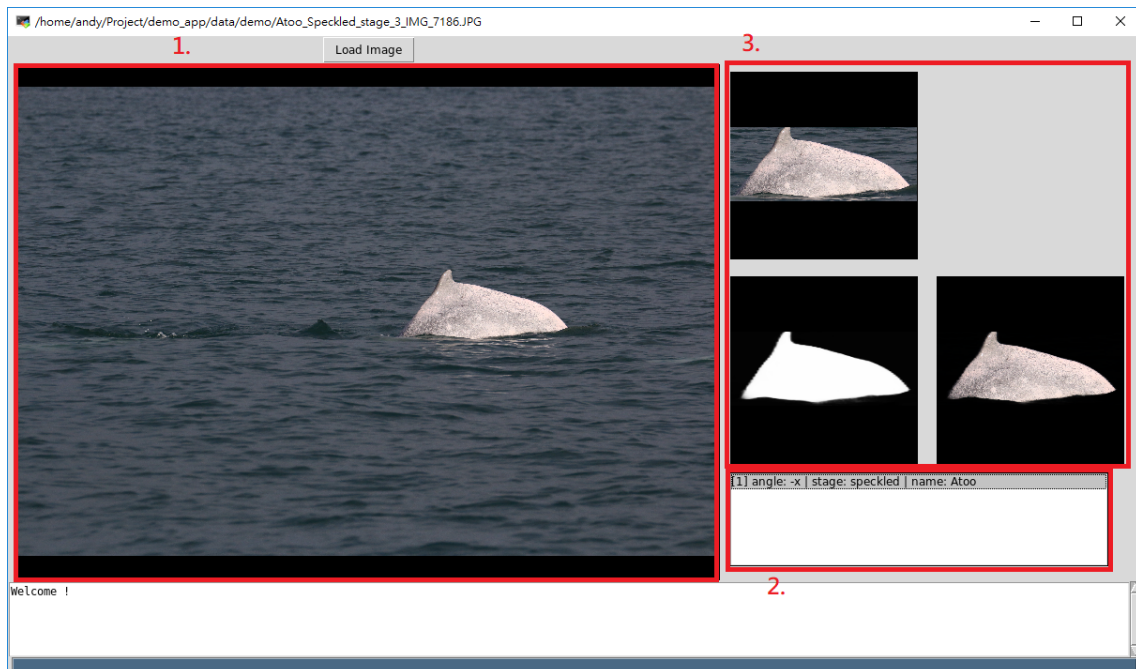 /home/andy/Project/demo_app/data/demo/Atoo_Speckled_stage_3_IMG_7186.JPG
1.
Load Image
3.
[1] angle: -x | stage: speckled | name: Atoo
2.
Welcome !